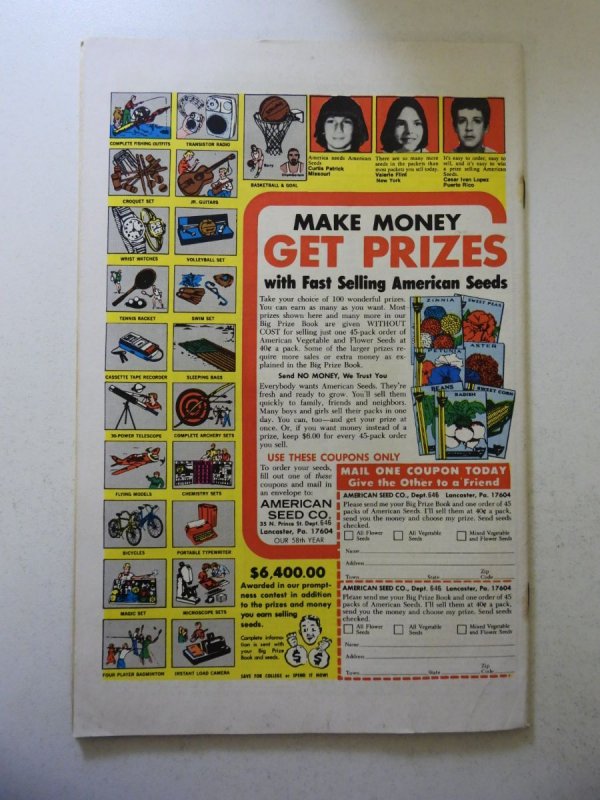 COMPLETE FISHING OUTFITS
TRANSISTOR RADIO
CROQUET SET
JR. GUITARS
WRIST WATCHES
VOLLEYBALL SET
TENNIS RACKET
SWIM SET
CASSETTE TAPE RECORDER
SLEEPING BAGS
30-POWER TELESCOPE
COMPLETE ARCHERY SETS
FLYING MODELS
CHEMISTRY SETS
BICYCLES
PORTABLE TYPEWRITER
MAGIC SET
MICROSCOPE SETS
FOUR PLAYER BADMINTON
INSTANT LOAD CAMERA
BASKETBALL & GOAL
America needs American
Seeds
Curtis Patrick
Missouri
There are so many more
seeds in the packets than
most packets you sell today.
Valerie Flint
New York
It's easy to order, easy to
sell, and it's easy to win
a prize selling American
Seeds.
Cesar Ivan Lopez
Puerto Rico
MAKE MONEY
GET PRIZES
with Fast Selling American Seeds
Take your choice of 100 wonderful prizes.
You can earn as many as you want. Most
prizes shown here and many more in our
Big Prize Book are given WITHOUT
COST for selling just one 45-pack order of
American Vegetable and Flower Seeds at
40¢ a pack. Some of the larger prizes re-
quire more sales or extra money as ex-
plained in the Big Prize Book.
Send NO MONEY, We Trust You
Everybody wants American Seeds. They're
fresh and ready to grow. You'll sell them
quickly to family, friends and neighbors.
Many boys and girls sell their packs in one
day. You can, too—and get your prize at
once. Or, if you want money instead of a
prize, keep $6.00 for every 45-pack order
you sell.
ZINNIA
SWEET PEAS
PETUNIA
ASTER
BEANS
SWEET CORN
RADISH
USE THESE COUPONS ONLY
To order your seeds,
fill out one of these
coupons and mail in
an envelope to:
AMERICAN
SEED CO.
35 N. Prince St. Dept. 646
Lancaster, Pa. 17604
OUR 58th YEAR
$6,400.00
Awarded in our prompt-
ness contest in addition
to the prizes and money
you earn selling
seeds.
Complete informa-
tion is sent with
your Big Prize
Book and seeds.
SAVE FOR COLLEGE or SPEND IT NOW!
MAIL ONE COUPON TODAY
Give the Other to a Friend
AMERICAN SEED CO., Dept. 646 Lancaster, Pa. 17604
Please send me your Big Prize Book and one order of 45
packs of American Seeds. I'll sell them at 40¢ a pack,
send you the money and choose my prize. Send seeds
checked.
All Flower Seeds All Vegetable Seeds Mixed Vegetable and Flower Seeds
Name
Address
Town State Zip Code
AMERICAN SEED CO., Dept. 646 Lancaster, Pa. 17604
Please send me your Big Prize Book and one order of 45
packs of American Seeds. I'll sell them at 40¢ a pack,
send you the money and choose my prize. Send seeds
checked.
All Flower Seeds All Vegetable Seeds Mixed Vegetable and Flower Seeds
Name
Address
Town State Zip Code